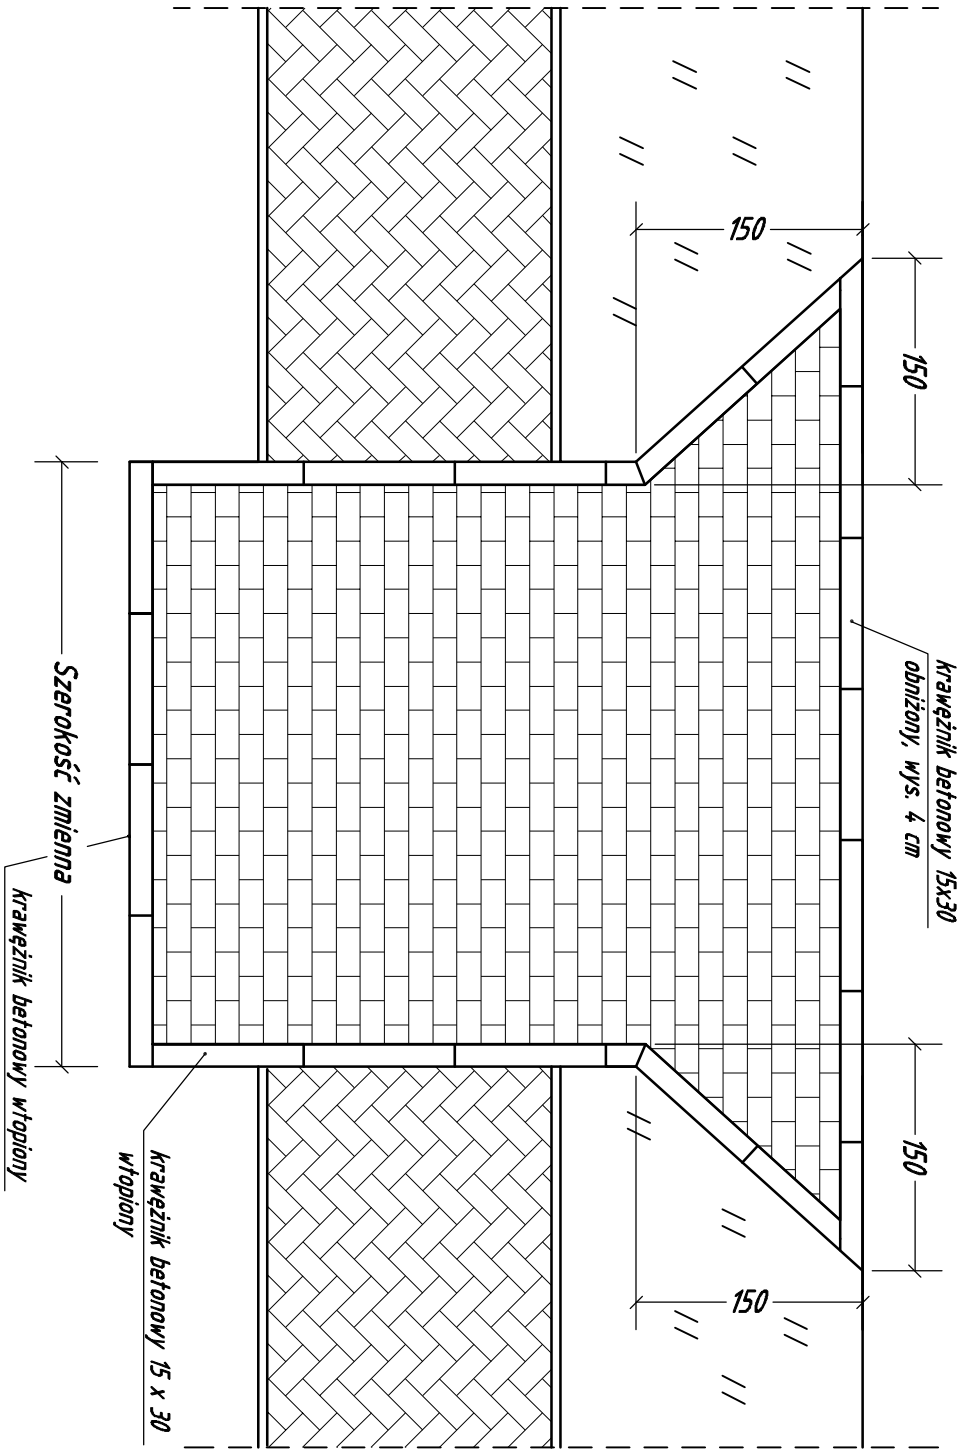 150
150
krawężnik betonowy 15x30
obniżony, wys. 4 cm
150
150
Szerokość zmienna
krawężnik betonowy wtopiony
krawężnik betonowy 15 x 30
wtopiony